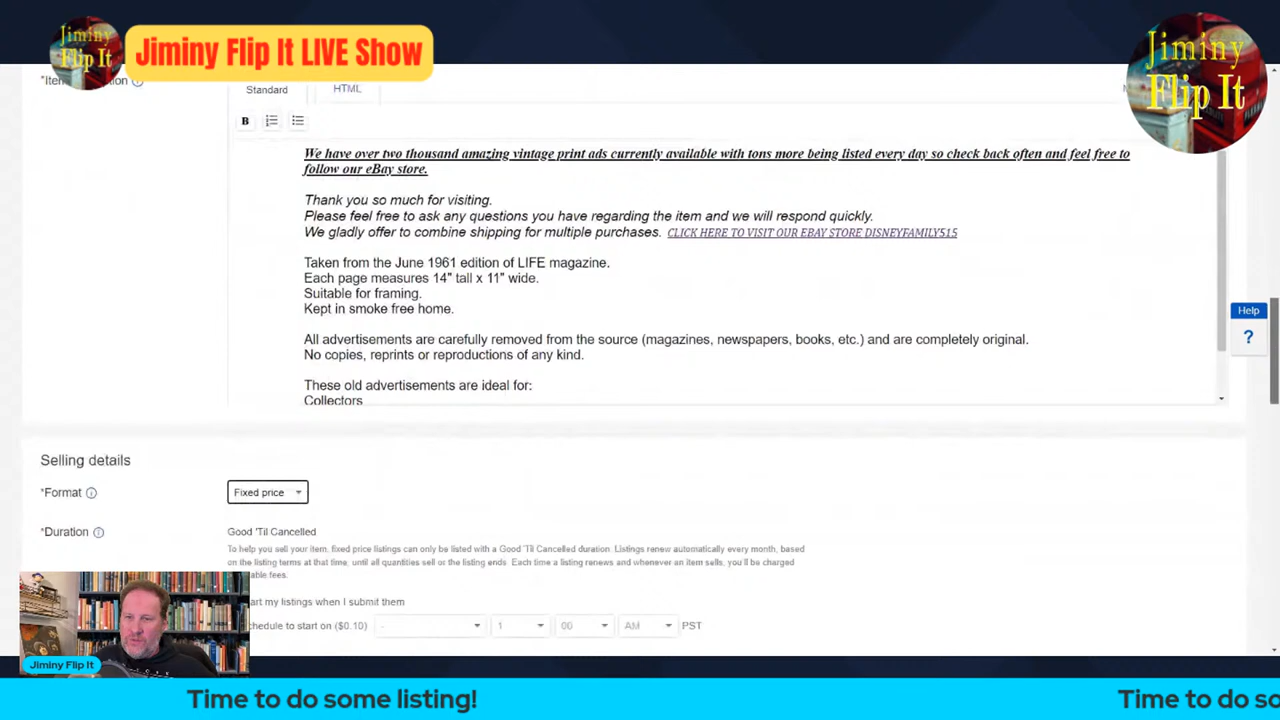 Jiminy Flip It
Jiminy Flip It LIVE Show
Jiminy Flip It
Standard
HTML
B
We have over two thousand amazing vintage print ads currently available with tons more being listed every day so check back often and feel free to
follow our eBay store.
Thank you so much for visiting.
Please feel free to ask any questions you have regarding the item and we will respond quickly.
We gladly offer to combine shipping for multiple purchases. CLICK HERE TO VISIT OUR EBAY STORE DISNEYFAMILY515
Taken from the June 1961 edition of LIFE magazine.
Each page measures 14" tall x 11" wide.
Suitable for framing.
Kept in smoke free home.
Help
?
All advertisements are carefully removed from the source (magazines, newspapers, books, etc.) and are completely original.
No copies, reprints or reproductions of any kind.
These old advertisements are ideal for:
Collectors
Selling details
*Format
Fixed price
*Duration
Good 'Til Cancelled
To help you sell your item, fixed price listings can only be listed with a Good 'Til Cancelled duration. Listings renew automatically every month, based
on the listing terms at that time, until all quantities sell or the listing ends. Each time a listing renews and whenever an item sells, you'll be charged
fees.
my listings when I submit them
to start on ($0.10) - 1 00 AM PST
Jiminy Flip It
Time to do some listing!
Time to do